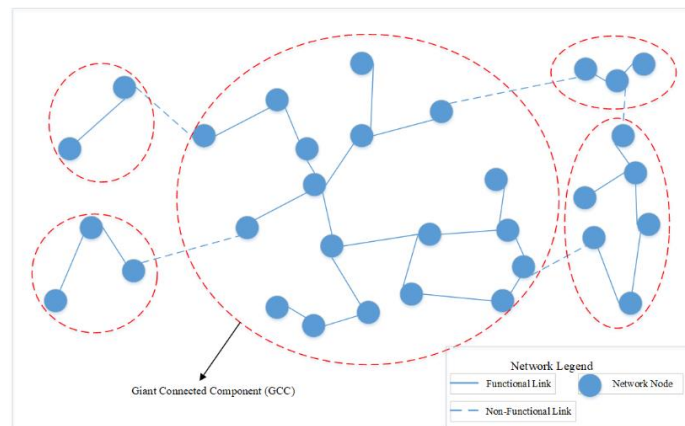 Giant Connected Component (GCC)
Network Legend
Functional Link
Network Node
Non-Functional Link